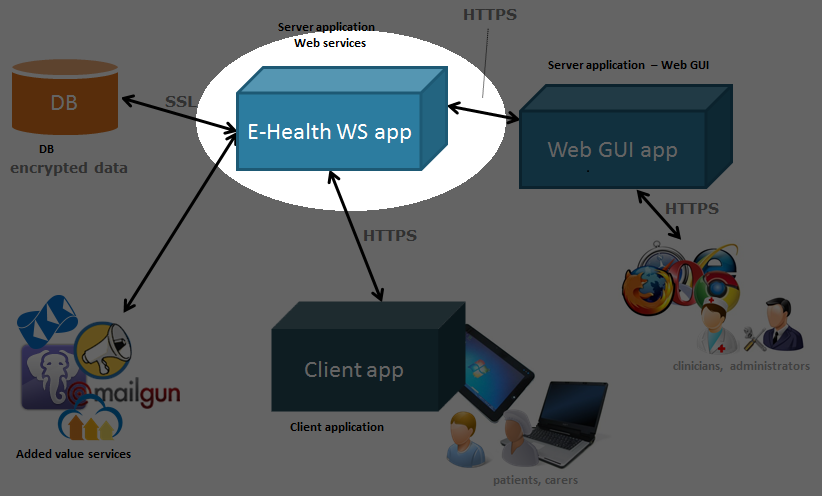 HTTPS
Server application
Web services
Server application – Web GUI
DB
SSL
E-Health WS app
Web GUI app
DB
encrypted data
HTTPS
HTTPS
Client app
@mailgun
clinicians, administrators
Client application
Added value services
patients, carers